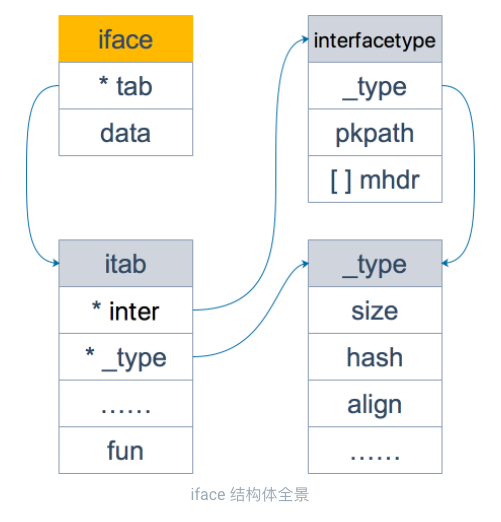 iface
* tab
data
interfacetype
_type
pkpath
[ ] mhdr
itab
* inter
* _type
……
fun
_type
size
hash
align
……
iface 结构体全景